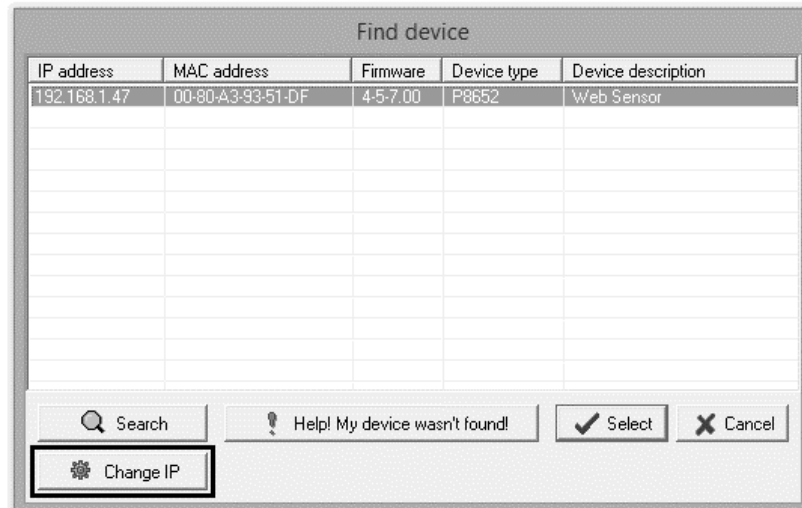 Find device
IP address MAC address Firmware Device type Device description
192.168.1.47 00-80-A3-93-51-DF 4-5-7.00 P8652 Web Sensor
Search Help! My device wasn't found! Select Cancel
Change IP